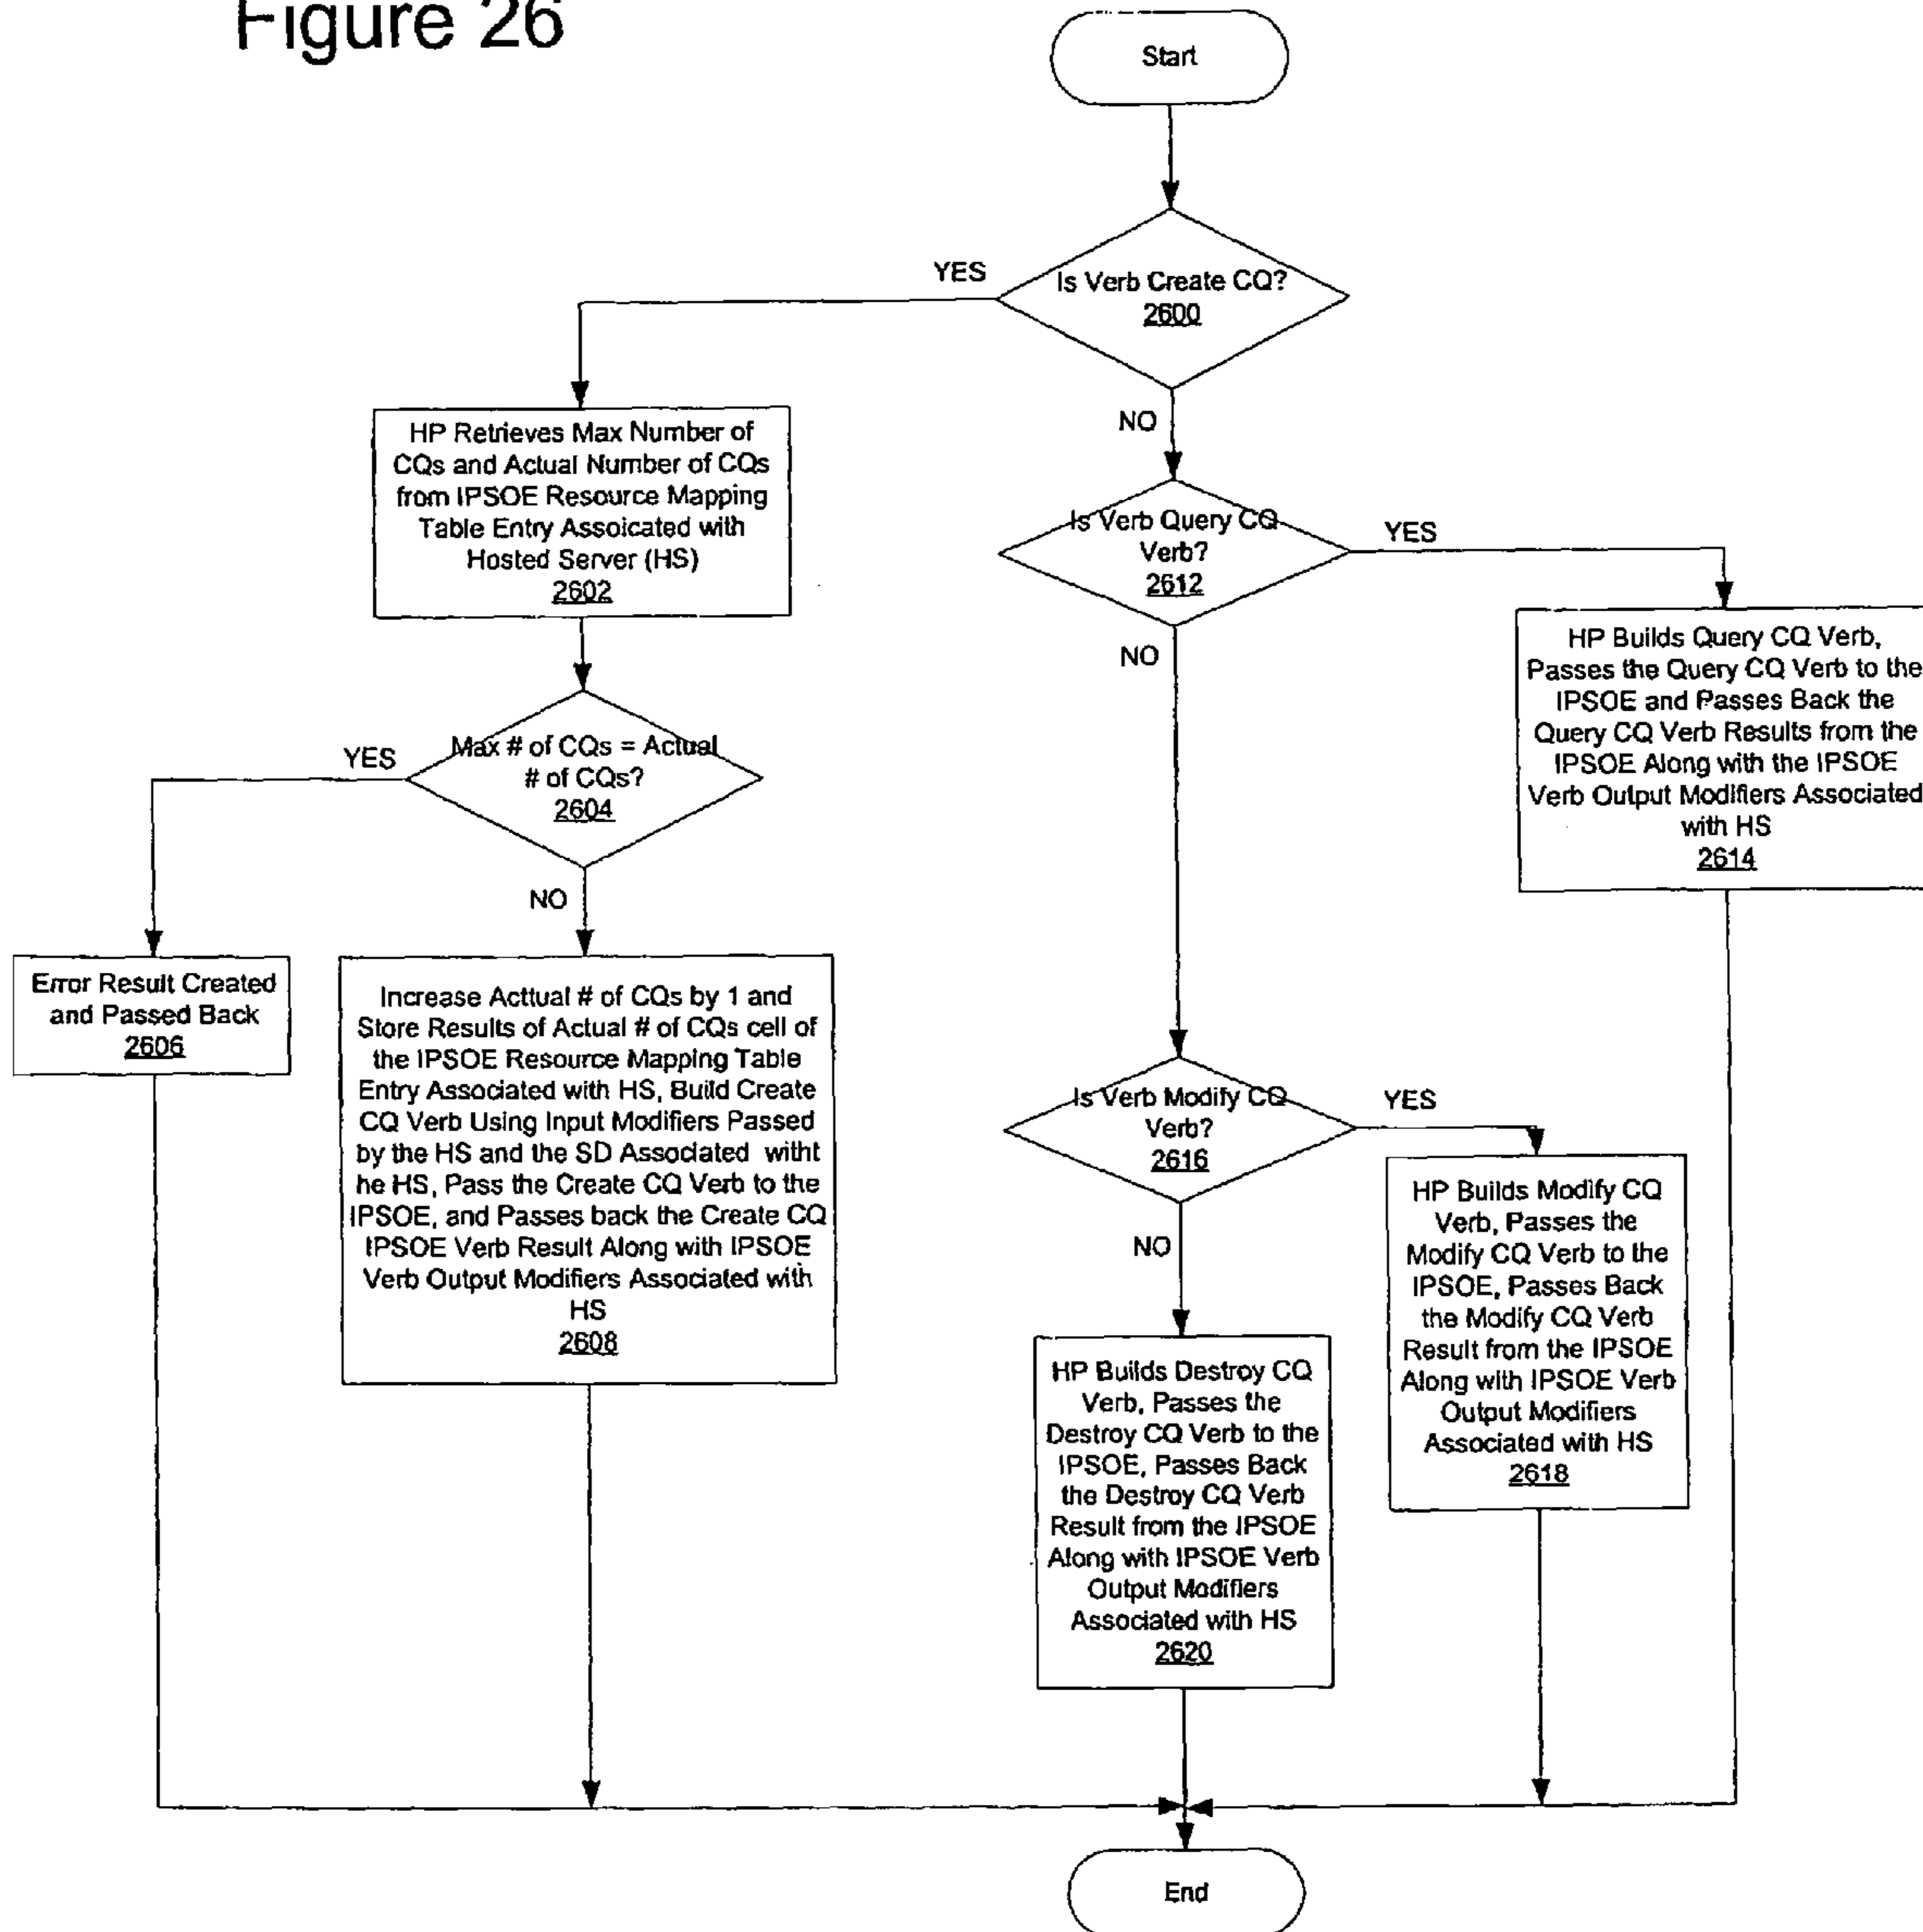 Figure 26
Start
Is Verb Create CQ?
2600
YES
NO
HP Retrieves Max Number of
CQs and Actual Number of CQs
from IPSOE Resource Mapping
Table Entry Assoicated with
Hosted Server (HS)
2602
Max # of CQs = Actual
# of CQs?
2604
YES
NO
Error Result Created
and Passed Back
2606
Increase Acttual # of CQs by 1 and
Store Results of Actual # of CQs cell of
the IPSOE Resource Mapping Table
Entry Associated with HS, Build Create
CQ Verb Using Input Modifiers Passed
by the HS and the SD Associated witht
he HS, Pass the Create CQ Verb to the
IPSOE, and Passes back the Create CQ
IPSOE Verb Result Along with IPSOE
Verb Output Modifiers Associated with
HS
2608
Is Verb Query CQ
Verb?
2612
YES
NO
HP Builds Query CQ Verb,
Passes the Query CQ Verb to the
IPSOE and Passes Back the
Query CQ Verb Results from the
IPSOE Along with the IPSOE
Verb Output Modifiers Associated
with HS
2614
Is Verb Modify CQ
Verb?
2616
YES
NO
HP Builds Modify CQ
Verb, Passes the
Modify CQ Verb to the
IPSOE, Passes Back
the Modify CQ Verb
Result from the IPSOE
Along with IPSOE Verb
Output Modifiers
Associated with HS
2618
HP Builds Destroy CQ
Verb, Passes the
Destroy CQ Verb to the
IPSOE, Passes Back
the Destroy CQ Verb
Result from the IPSOE
Along with IPSOE Verb
Output Modifiers
Associated with HS
2620
End